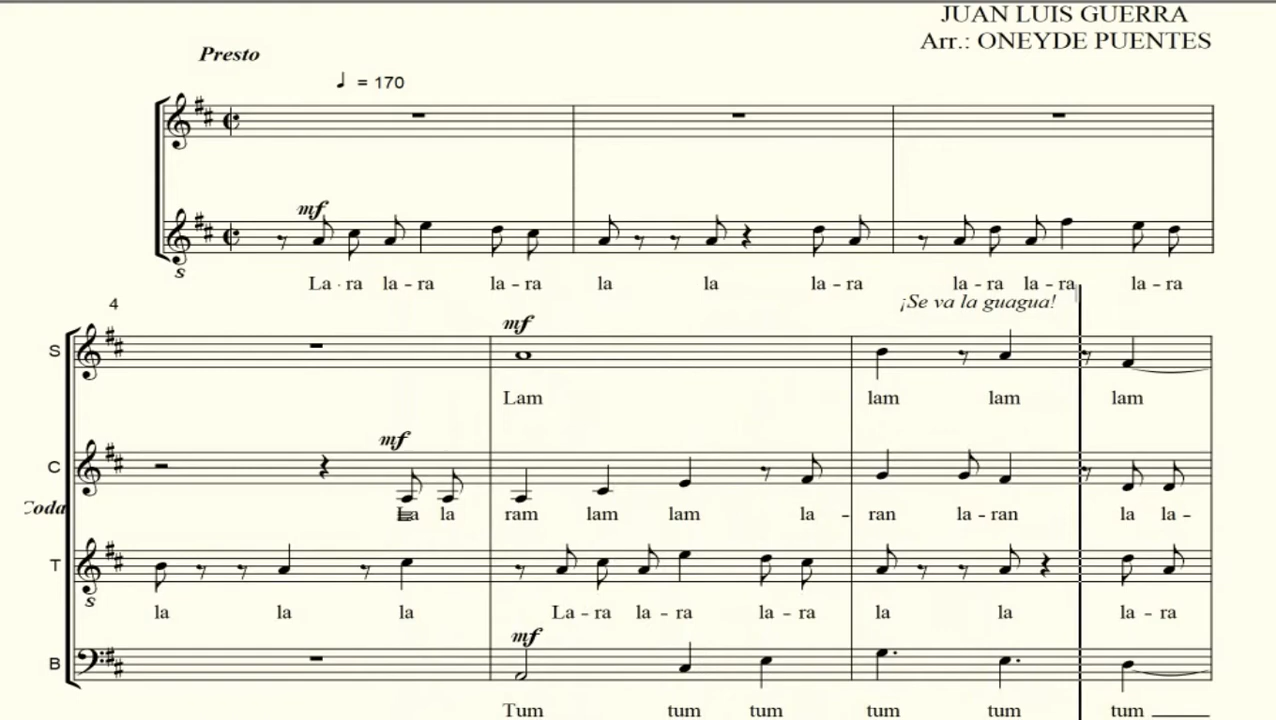 JUAN LUIS GUERRA
Arr.: ONEYDE PUENTES
Presto
= 170
mf
8
La - ra la - ra la - ra la la la - ra la - ra la - ra la - ra
4
¡Se va la guagua!
mf
S
Lam lam lam lam
mf
C
Coda
La la ram lam lam la - ran la - ran la la -
T
8
la la la La - ra la - ra la - ra la la la - ra
mf
B
Tum tum tum tum tum tum